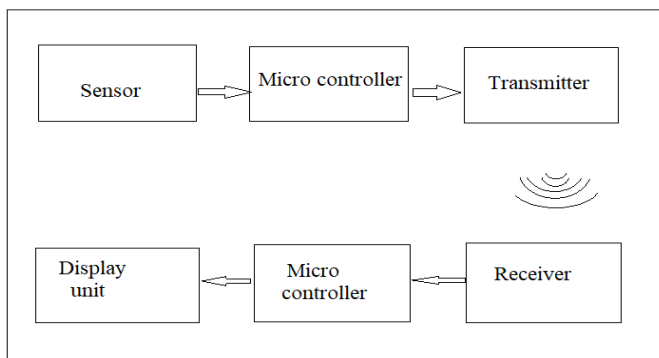 Sensor
Micro controller
Transmitter
Display
unit
Micro
controller
Receiver